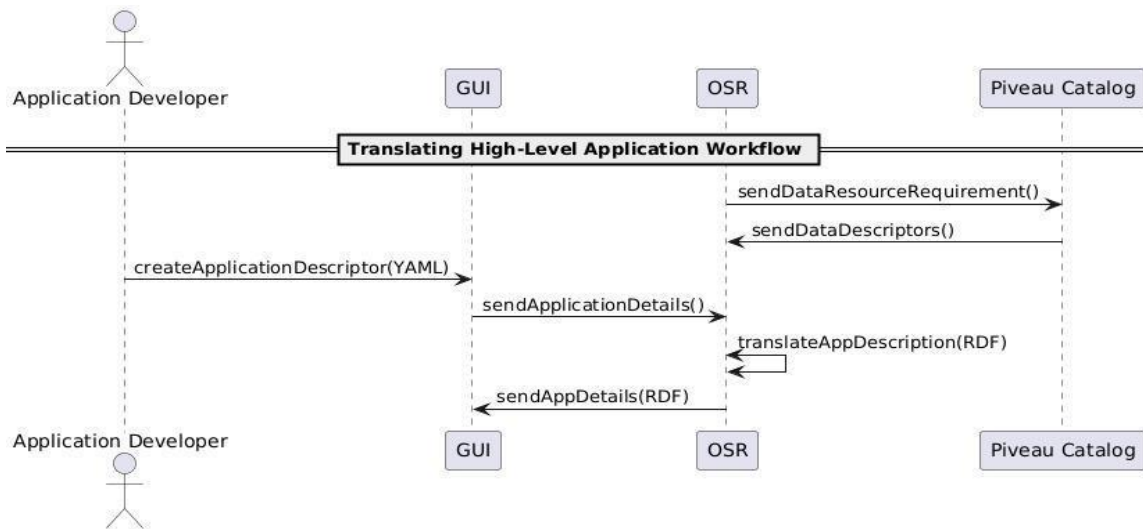 Application Developer
GUI
OSR
Piveau Catalog
Translating High-Level Application Workflow
sendDataResourceRequirement()
sendDataDescriptors()
createApplicationDescriptor(YAML)
sendApplicationDetails()
translateAppDescription(RDF)
sendAppDetails(RDF)
Application Developer
GUI
OSR
Piveau Catalog